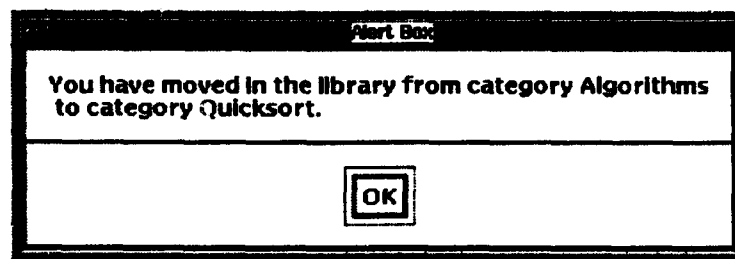 Alert Box
You have moved in the library from category Algorithms
to category Quicksort.
OK